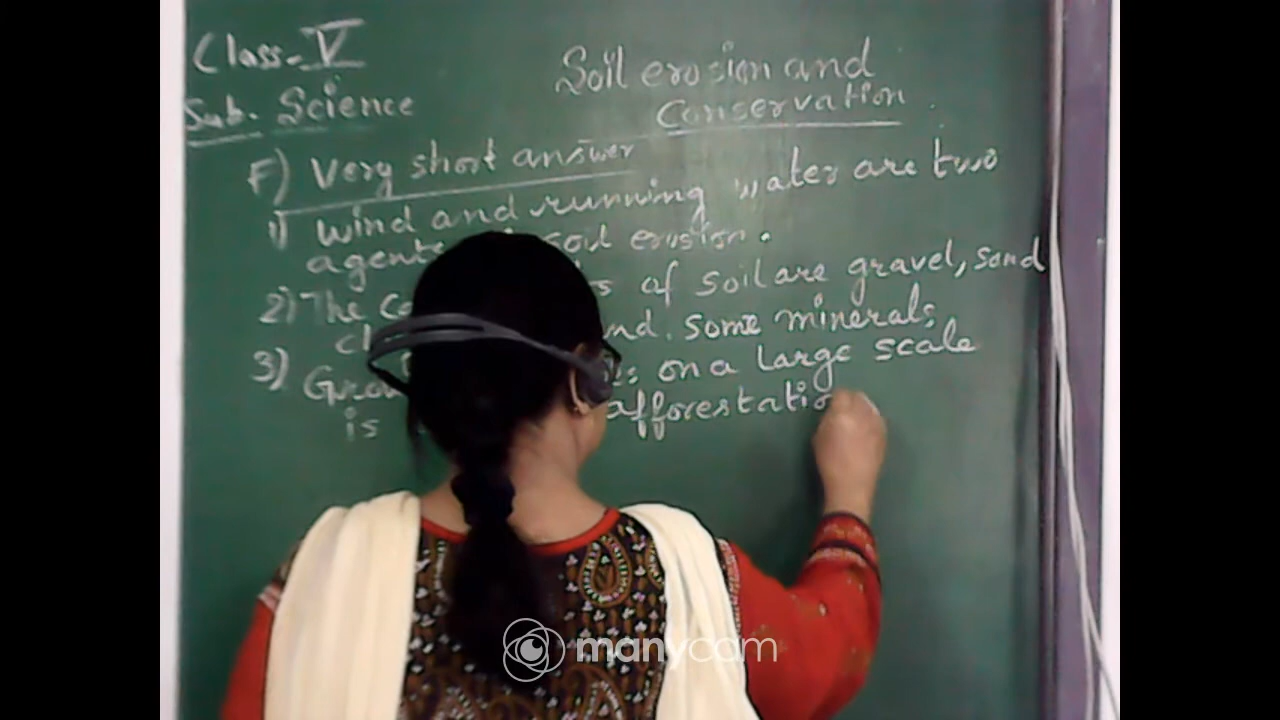 Class-V
Sub. Science
Soil erosion and
Conservation.
F) Very short answer
1) Wind and running water are two
agents soil erosion.
2) The of soil are gravel, sand
some minerals
3) on a large scale
is afforestatio
manycam